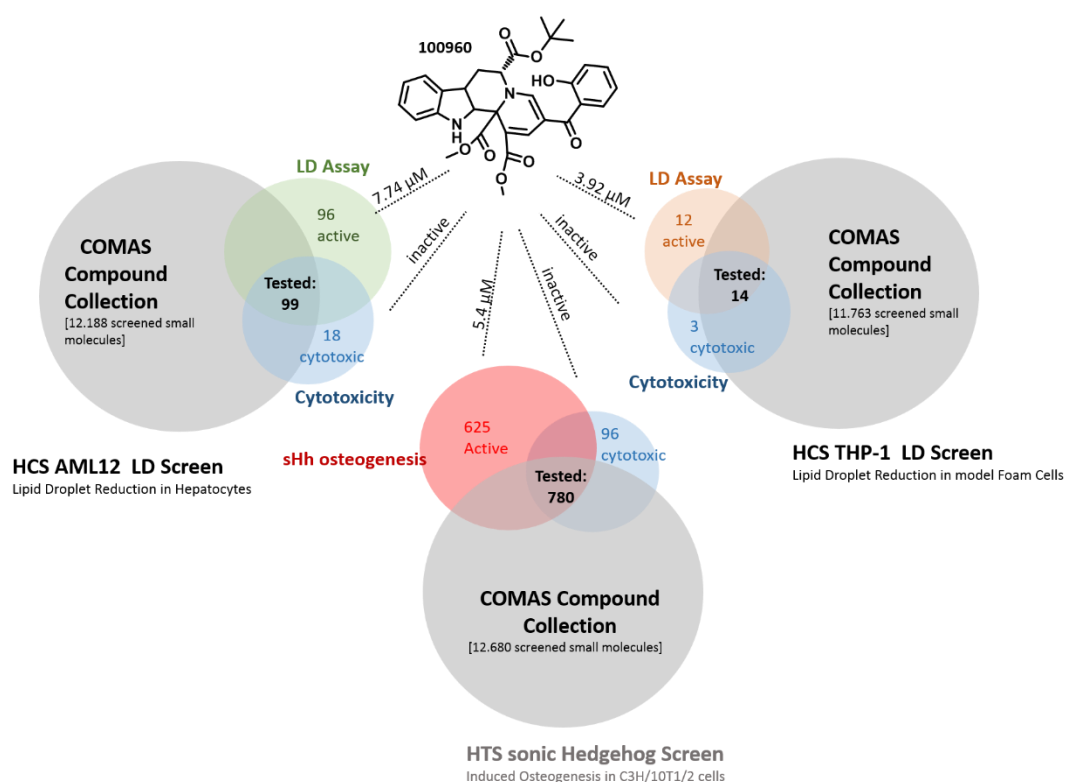 100960
O
O
HO
N
N
H
O
O
O
O
O
O
LD Assay
7.74 µM
96
active
COMAS
Compound
Collection
[12.188 screened small
molecules]
Tested:
99
18
cytotoxic
Cytotoxicity
HCS AML12 LD Screen
Lipid Droplet Reduction in Hepatocytes
inactive
5.4 µM
inactive
inactive
3.92 µM
LD Assay
12
active
COMAS
Compound
Collection
[11.763 screened small
molecules]
Tested:
14
3
cytotoxic
Cytotoxicity
HCS THP-1 LD Screen
Lipid Droplet Reduction in model Foam Cells
625
Active
sHh osteogenesis
96
cytotoxic
Tested:
780
COMAS Compound
Collection
[12.680 screened small molecules]
HTS sonic Hedgehog Screen
Induced Osteogenesis in C3H/10T1/2 cells